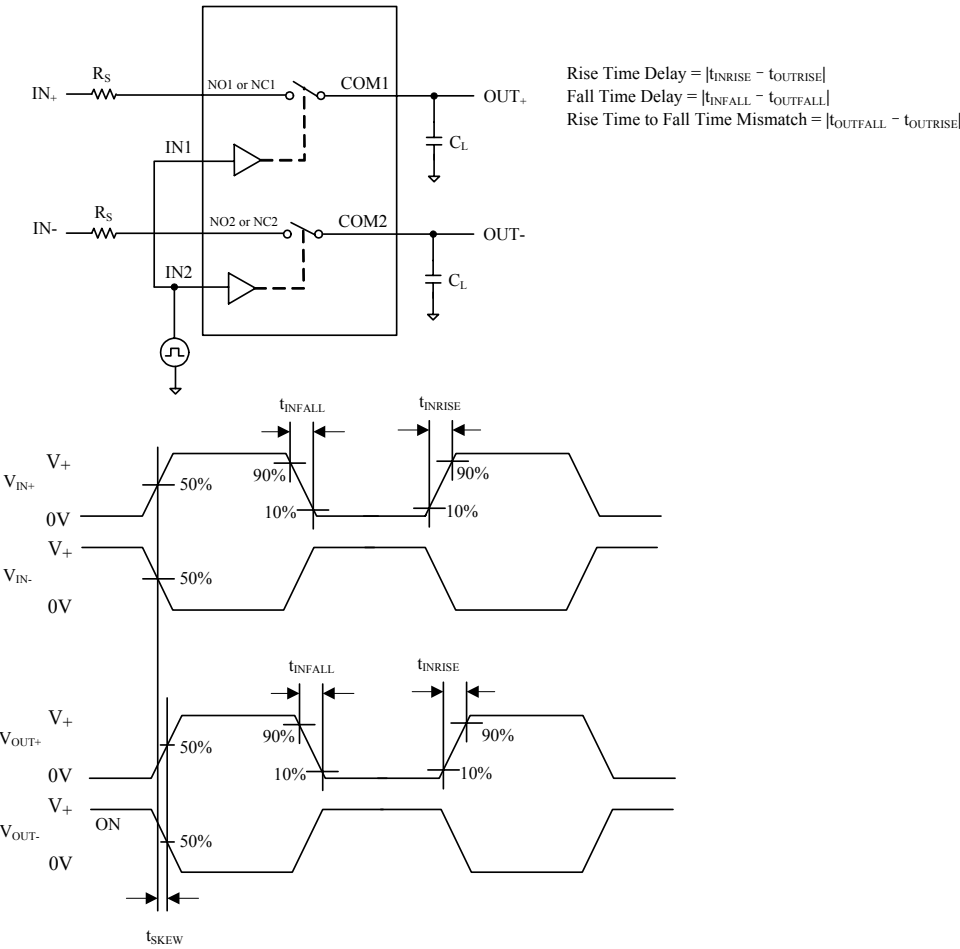 Rise Time Delay = |tINRISE - tOUTRISE|
Fall Time Delay = |tINFALL - tOUTFALL|
Rise Time to Fall Time Mismatch = |tOUTFALL - tOUTRISE|
RS
IN+
NO1 or NC1
COM1
OUT+
CL
IN1
RS
IN-
NO2 or NC2
COM2
OUT-
CL
IN2
tINFALL
tINRISE
V+
VIN+
0V
50%
90%
10%
90%
10%
V+
VIN-
0V
50%
tINFALL
tINRISE
V+
VOUT+
0V
50%
90%
10%
90%
10%
V+
ON
VOUT-
0V
50%
tSKEW